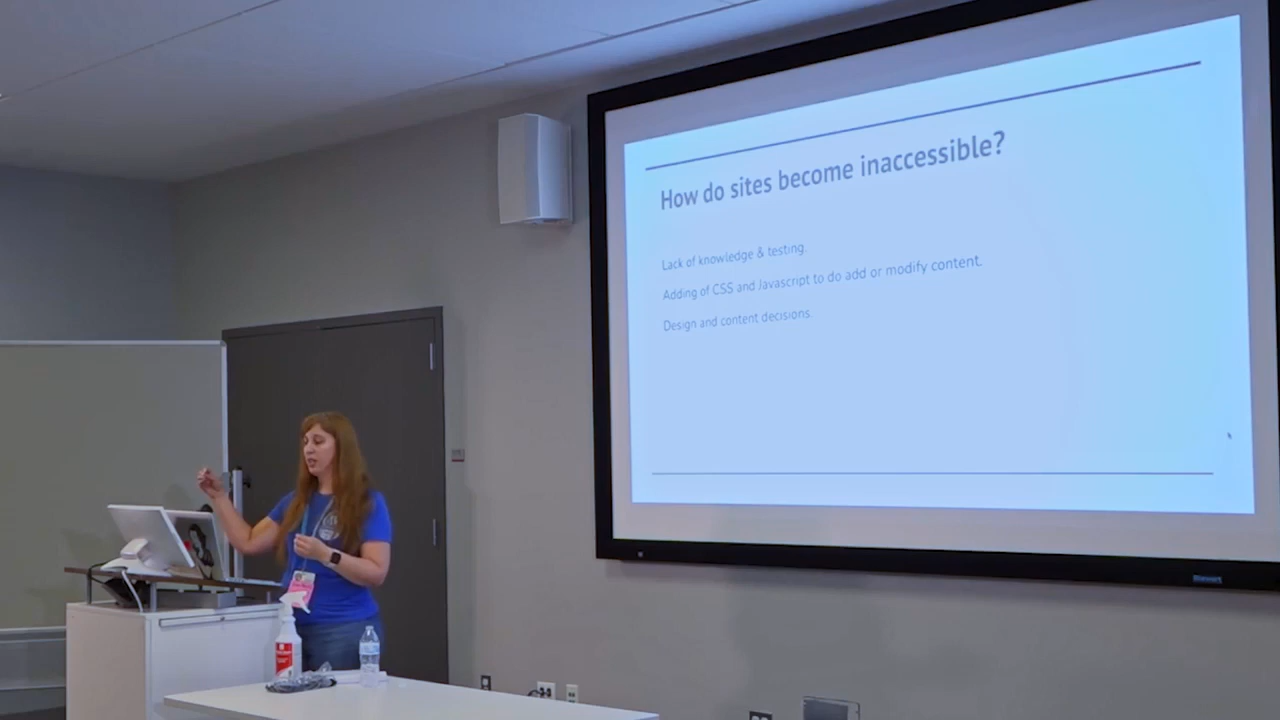 How do sites become inaccessible?
Lack of knowledge & testing.
Adding of CSS and Javascript to do add or modify content.
Design and content decisions.
Stewart